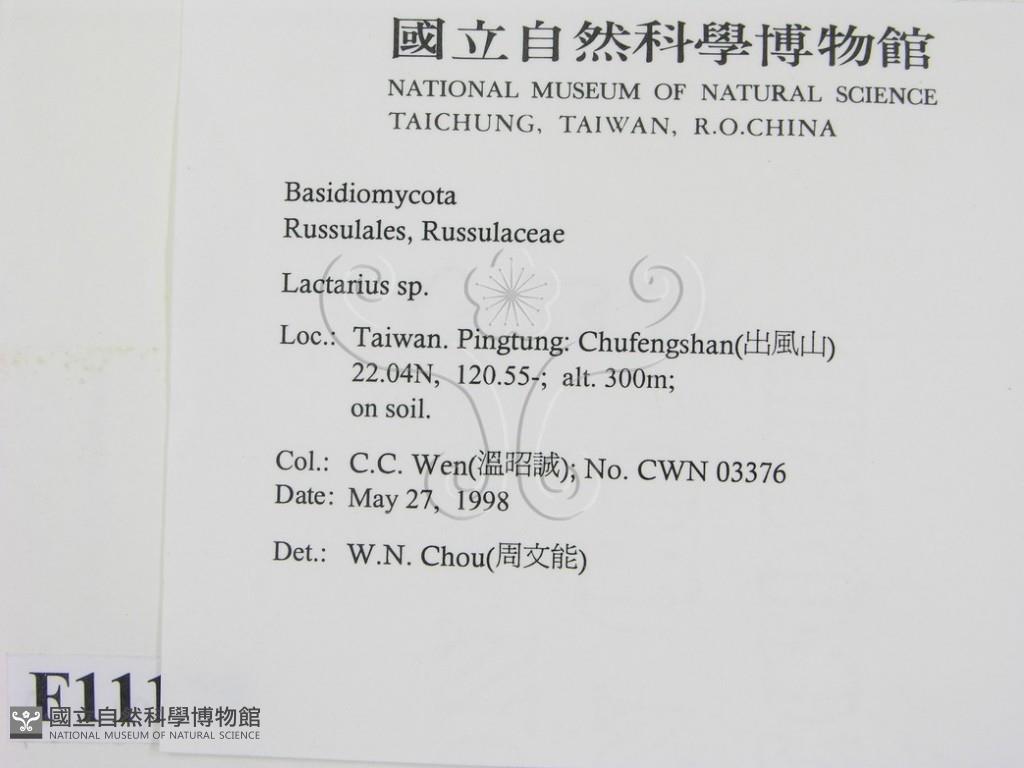 國立自然科學博物館
NATIONAL MUSEUM OF NATURAL SCIENCE
TAICHUNG, TAIWAN, R.O.CHINA
Basidiomycota
Russulales, Russulaceae
Lactarius sp.
Loc.: Taiwan. Pingtung: Chufengshan(出風山)
22.04N, 120.55-; alt. 300m;
on soil.
Col.: C.C. Wen(溫昭誠); No. CWN 03376
Date: May 27, 1998
Det.: W.N. Chou(周文能)
F111
國立自然科學博物館
NATIONAL MUSEUM OF NATURAL SCIENCE